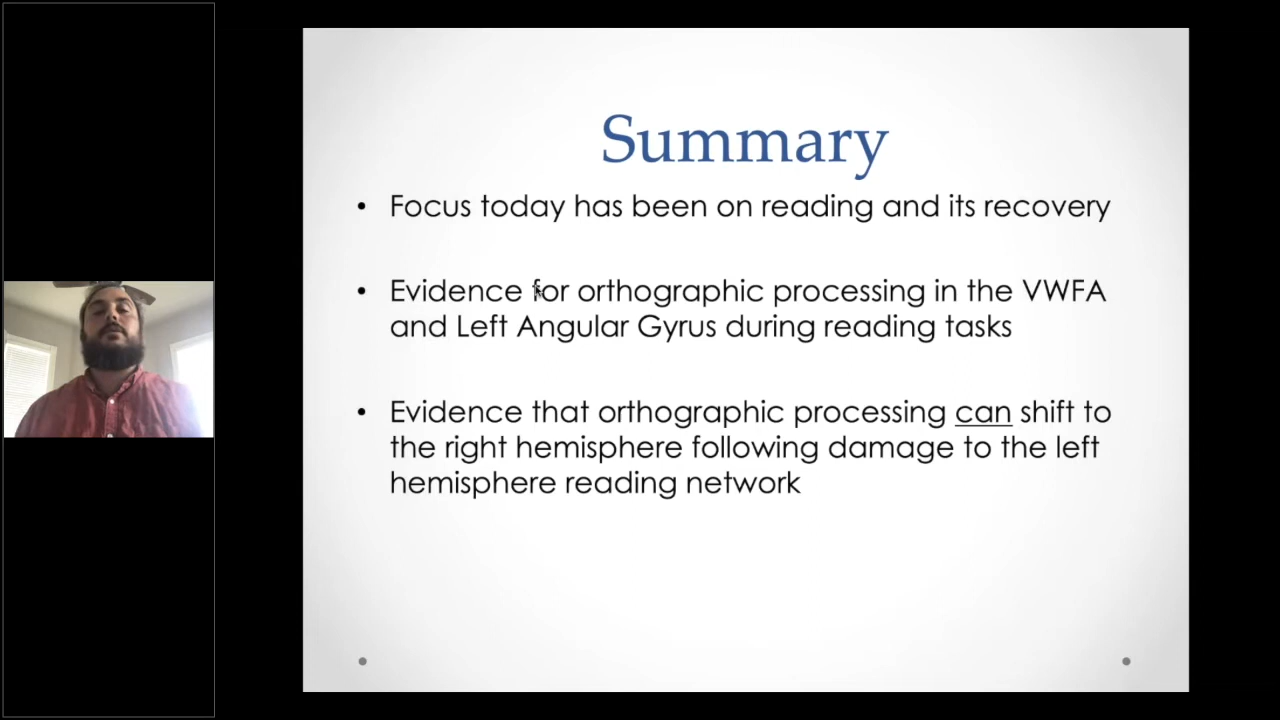 Summary
• Focus today has been on reading and its recovery
• Evidence for orthographic processing in the VWFA
and Left Angular Gyrus during reading tasks
• Evidence that orthographic processing can shift to
the right hemisphere following damage to the left
hemisphere reading network